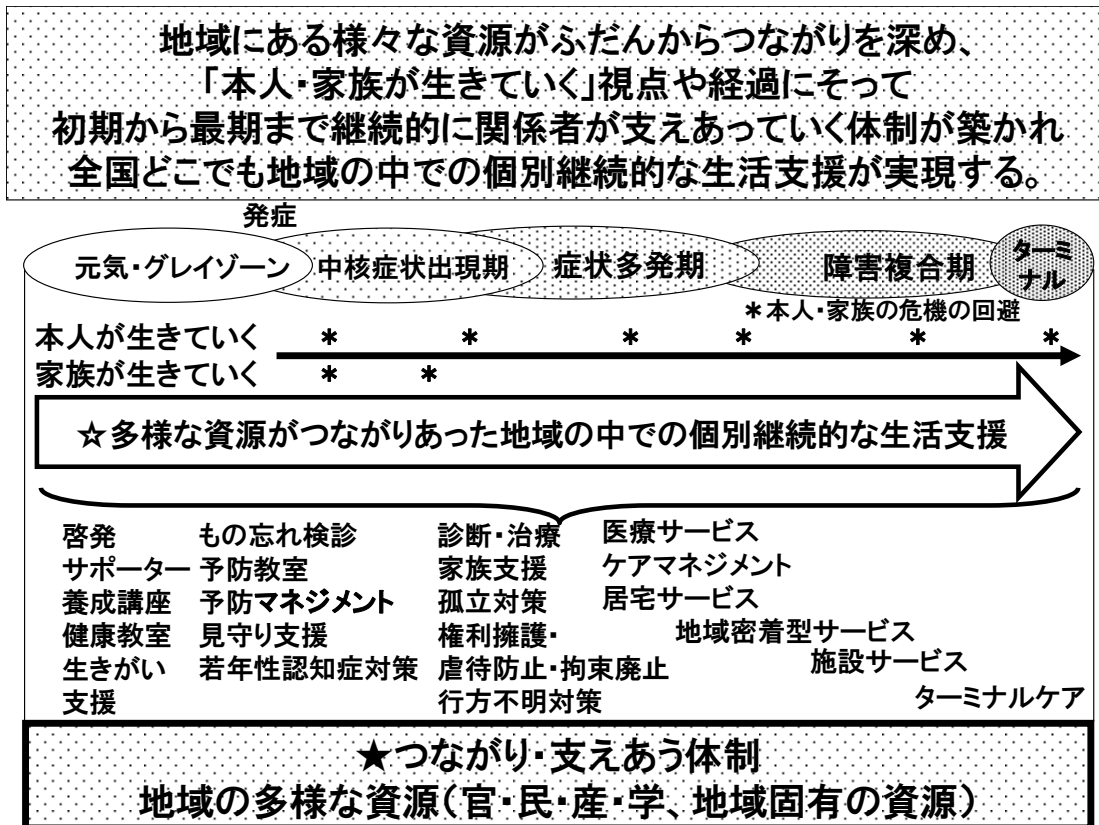 地域にある様々な資源がふだんからつながりを深め、
「本人・家族が生きていく」視点や経過にそって
初期から最期まで継続的に関係者が支えあっていく体制が築かれ
全国どこでも地域の中での個別継続的な生活支援が実現する。
発症
元気・グレイゾーン
中核症状出現期
症状多発期
障害複合期
ターミ
ナル
＊本人・家族の危機の回避
本人が生きていく ＊ ＊ ＊ ＊ ＊ ＊
家族が生きていく ＊ ＊
☆多様な資源がつながりあった地域の中での個別継続的な生活支援
啓発
サポーター
養成講座
健康教室
生きがい
支援
もの忘れ検診
予防教室
予防マネジメント
見守り支援
若年性認知症対策
診断・治療
家族支援
孤立対策
権利擁護・
虐待防止・拘束廃止
行方不明対策
医療サービス
ケアマネジメント
居宅サービス
地域密着型サービス
施設サービス
ターミナルケア
★つながり・支えあう体制
地域の多様な資源（官・民・産・学、地域固有の資源）